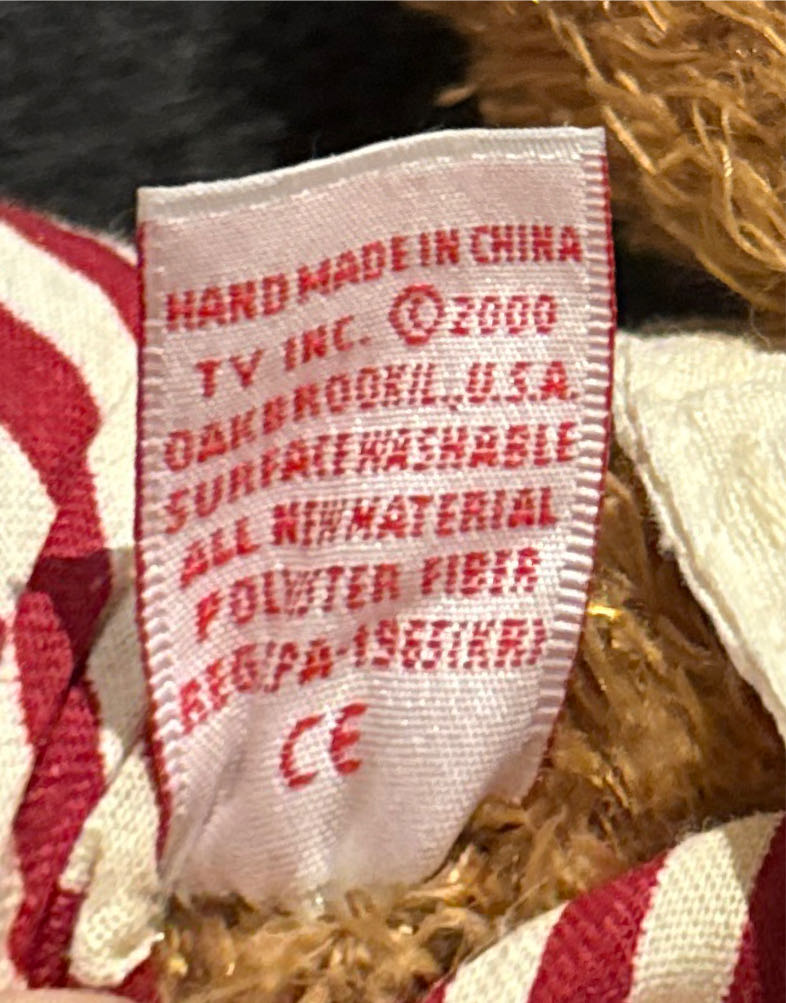 HAND MADE IN CHINA
TY INC. ©2000
OAKBROOK IL., U.S.A.
SURFACE WASHABLE
ALL NEW MATERIAL
POLYESTER FIBER
REG. PA-1965(KR)
CE